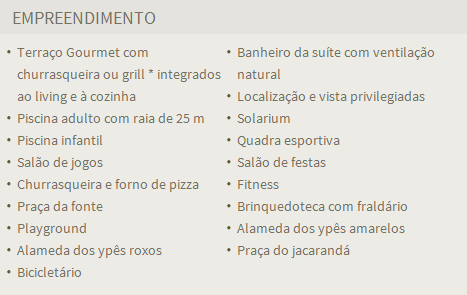 EMPREENDIMENTO
• Terraço Gourmet com
churrasqueira ou grill * integrados
ao living e à cozinha
• Piscina adulto com raia de 25 m
• Piscina infantil
• Salão de jogos
• Churrasqueira e forno de pizza
• Praça da fonte
• Playground
• Alameda dos ypês roxos
• Bicicletário
• Banheiro da suíte com ventilação
natural
• Localização e vista privilegiadas
• Solarium
• Quadra esportiva
• Salão de festas
• Fitness
• Brinquedoteca com fraldário
• Alameda dos ypês amarelos
• Praça do jacarandá